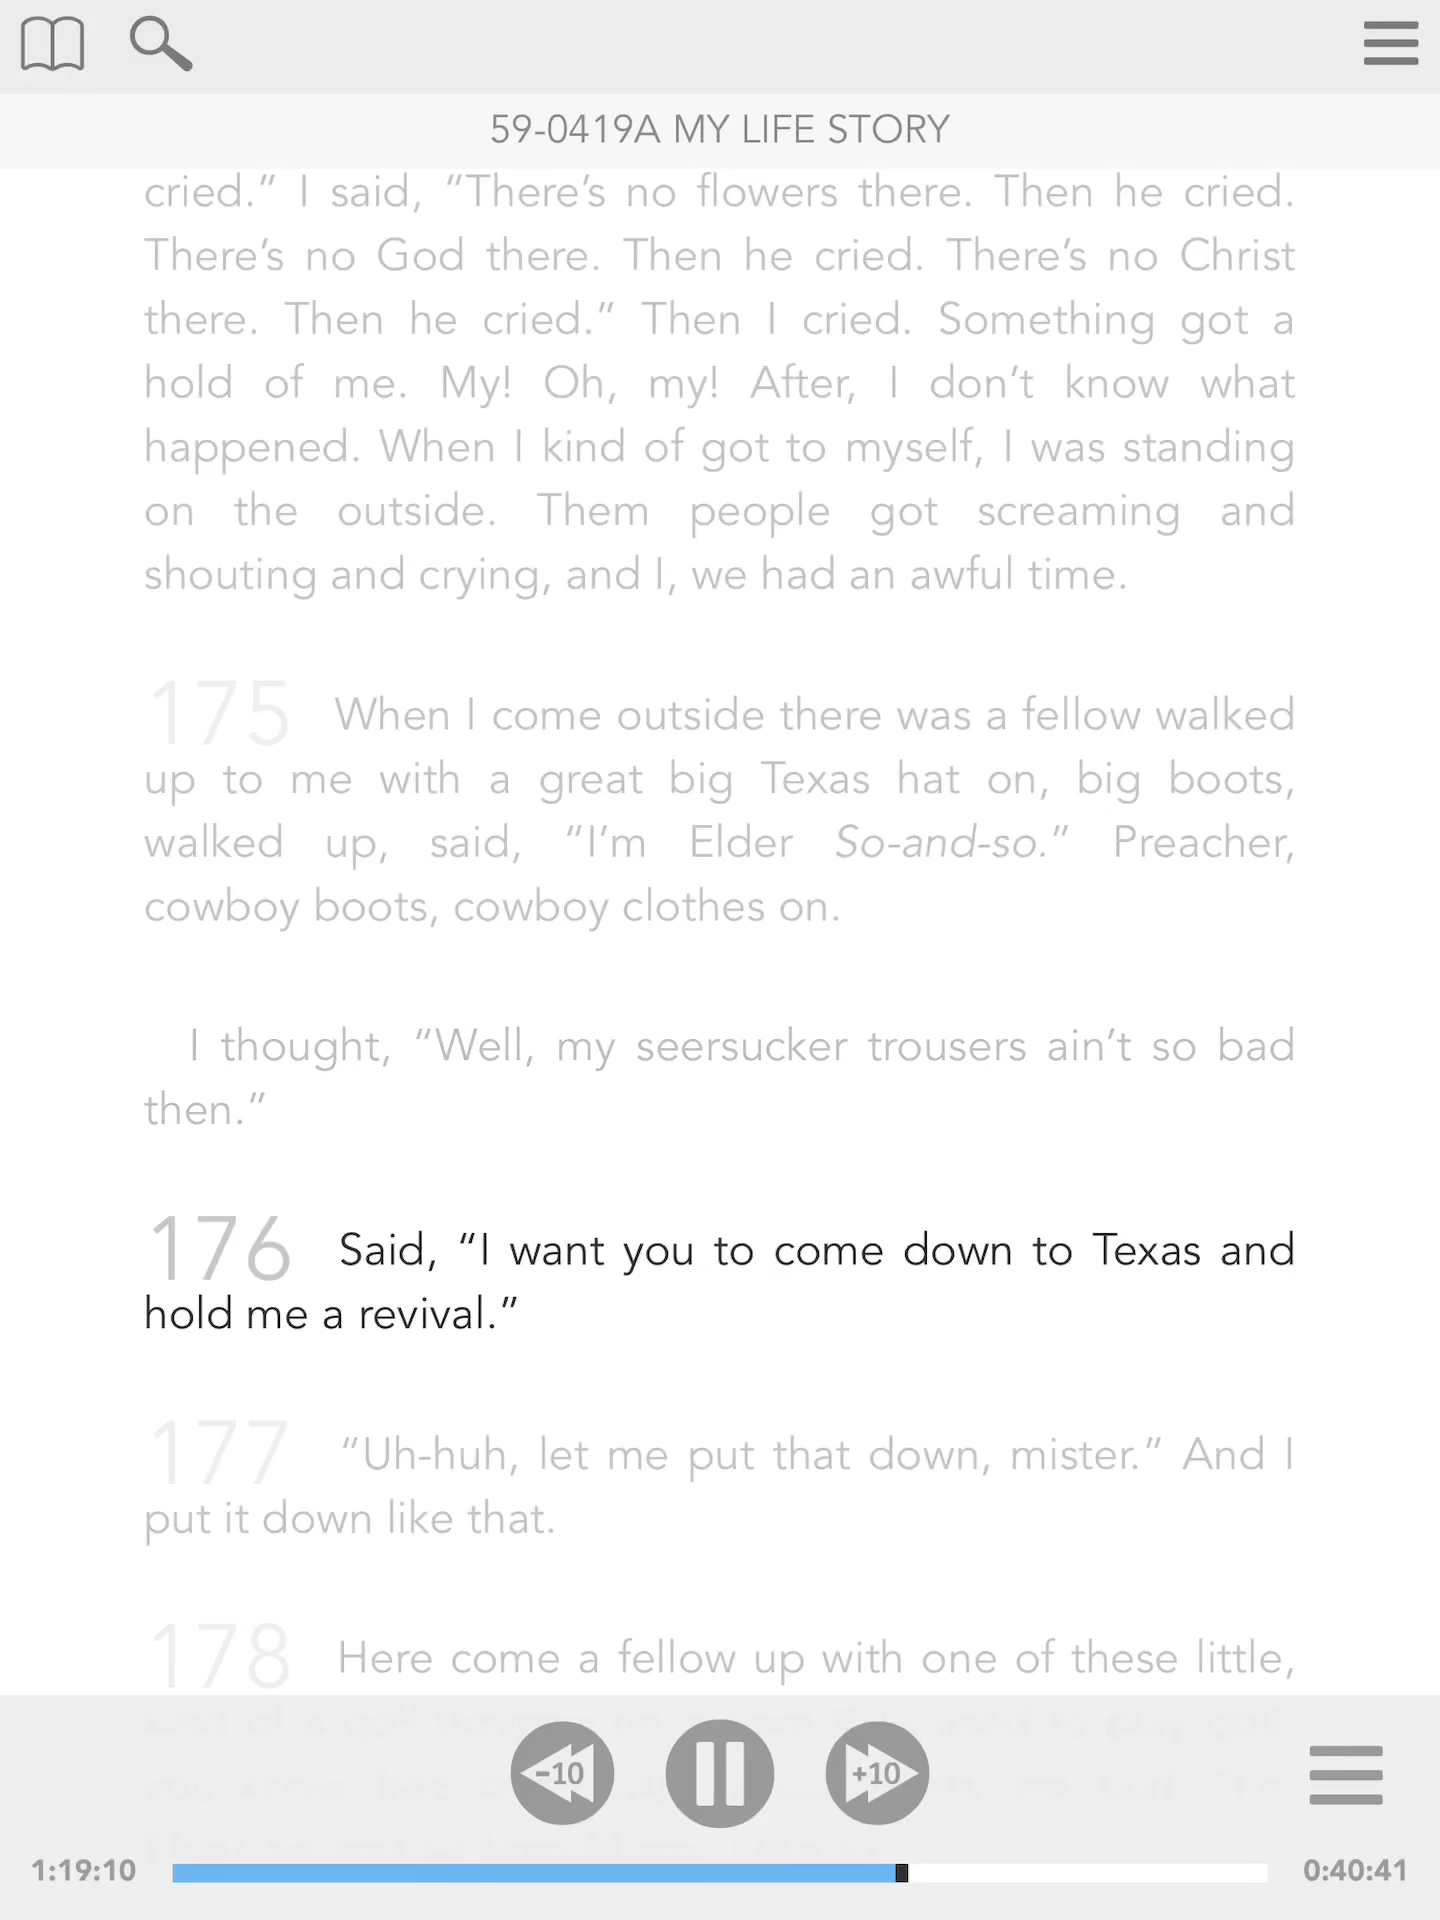 59-0419A MY LIFE STORY
cried.” I said, “There’s no flowers there. Then he cried.
There’s no God there. Then he cried. There’s no Christ
there. Then he cried.” Then I cried. Something got a
hold of me. My! Oh, my! After, I don’t know what
happened. When I kind of got to myself, I was standing
on the outside. Them people got screaming and
shouting and crying, and I, we had an awful time.
175 When I come outside there was a fellow walked
up to me with a great big Texas hat on, big boots,
walked up, said, “I’m Elder So-and-so.” Preacher,
cowboy boots, cowboy clothes on.
I thought, “Well, my seersucker trousers ain’t so bad
then.”
176 Said, “I want you to come down to Texas and
hold me a revival.”
177 “Uh-huh, let me put that down, mister.” And I
put it down like that.
178 Here come a fellow up with one of these little,
-10 +10
1:19:10 0:40:41